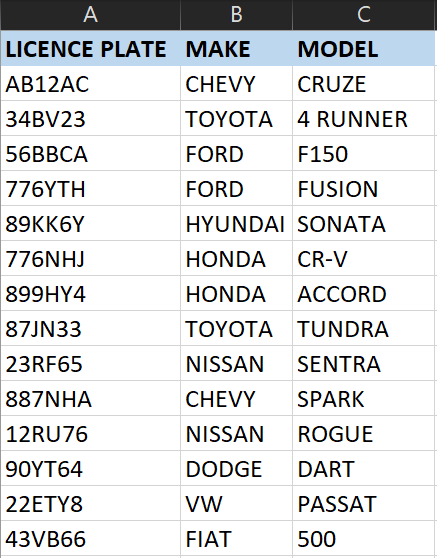 A B C
LICENCE PLATE MAKE MODEL
AB12AC CHEVY CRUZE
34BV23 TOYOTA 4 RUNNER
56BBCA FORD F150
776YTH FORD FUSION
89KK6Y HYUNDAI SONATA
776NHJ HONDA CR-V
899HY4 HONDA ACCORD
87JN33 TOYOTA TUNDRA
23RF65 NISSAN SENTRA
887NHA CHEVY SPARK
12RU76 NISSAN ROGUE
90YT64 DODGE DART
22ETY8 VW PASSAT
43VB66 FIAT 500